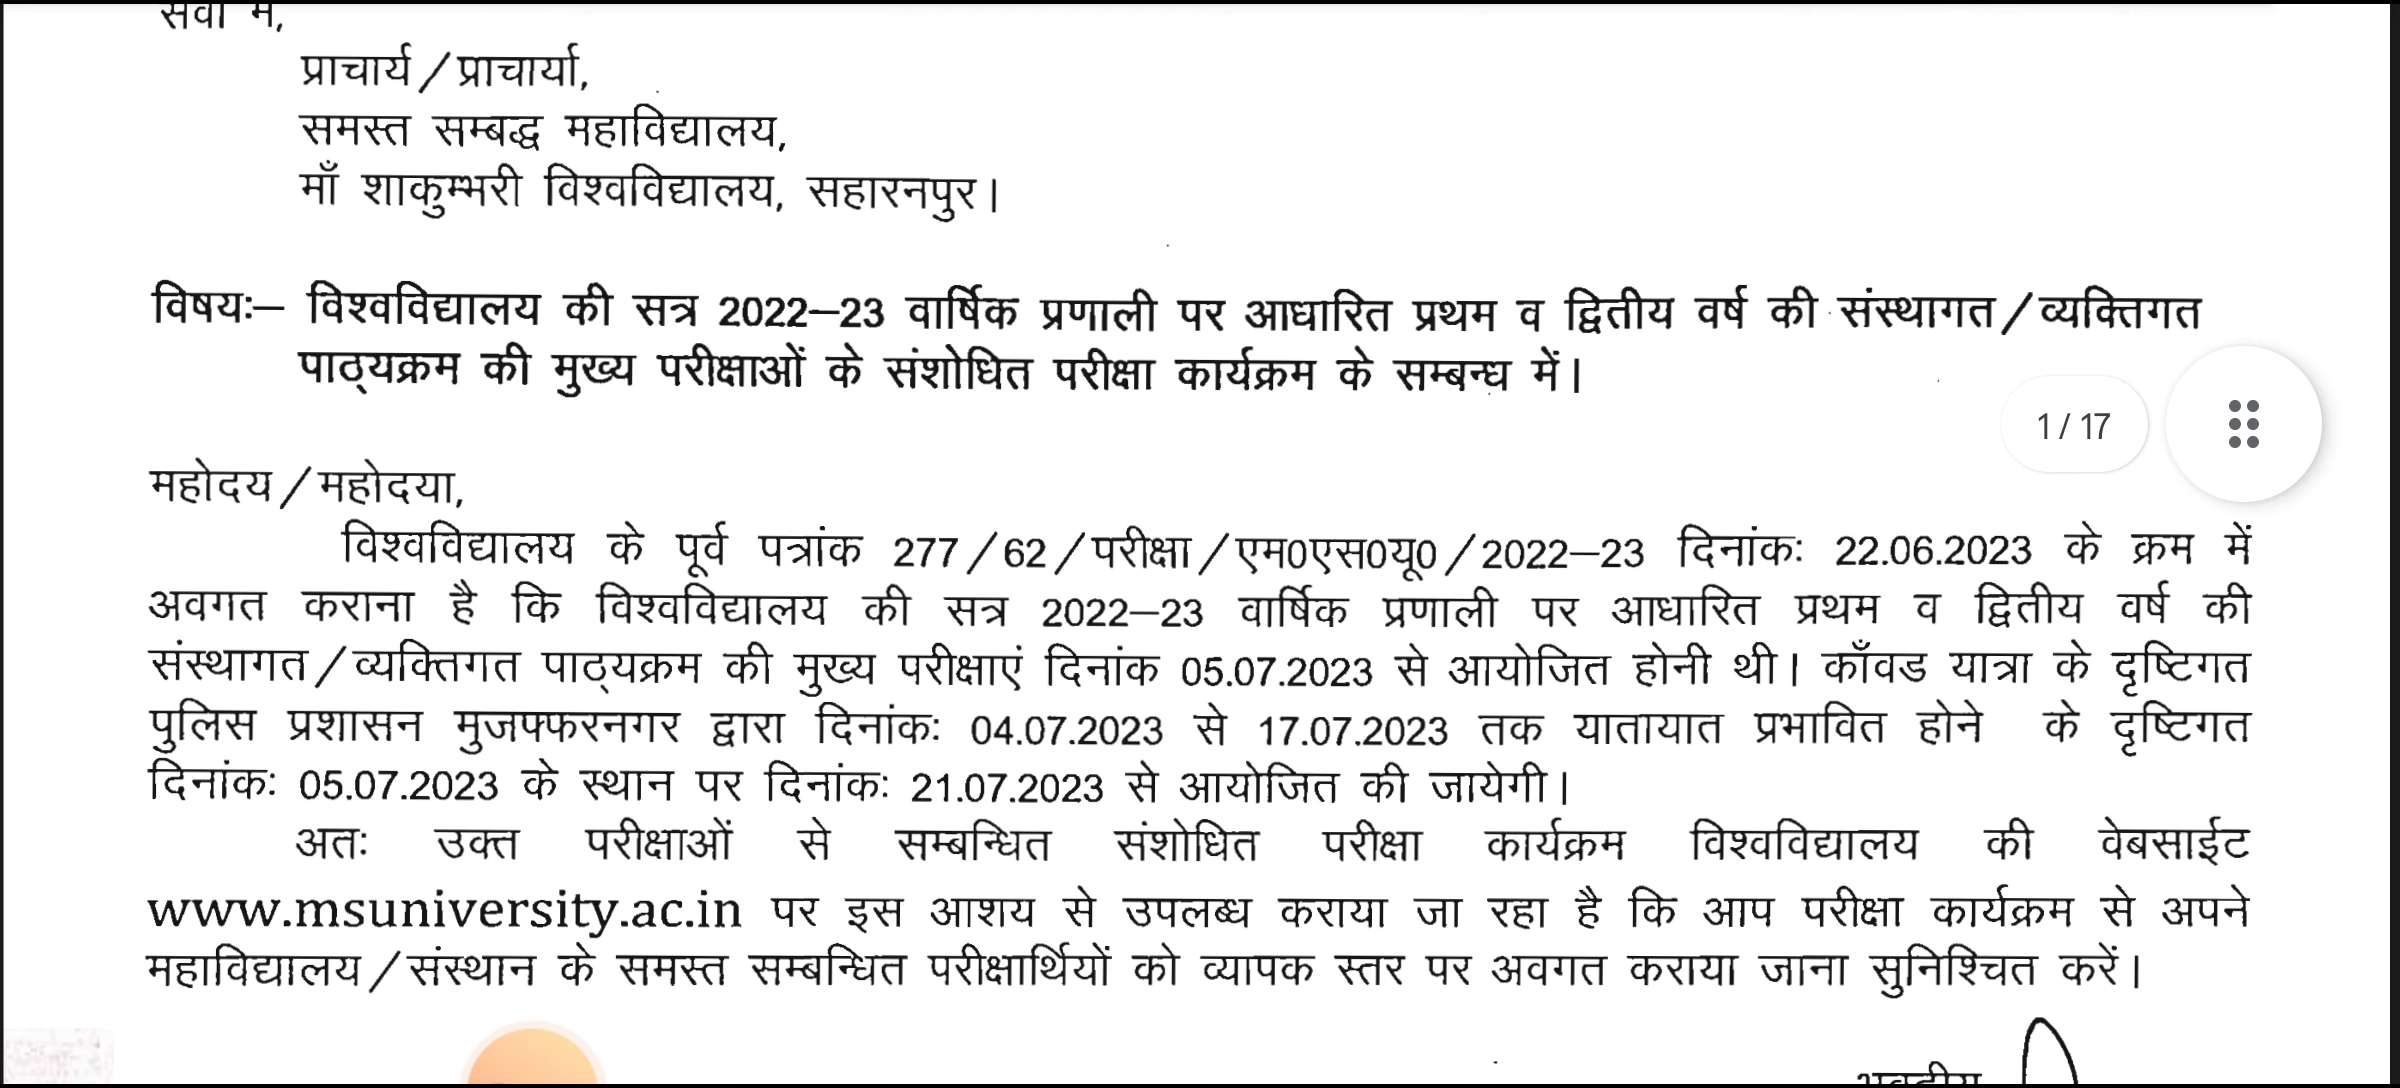 सेवा में,
प्राचार्य/प्राचार्या,
समस्त सम्बद्ध महाविद्यालय,
माँ शाकुम्भरी विश्वविद्यालय, सहारनपुर।
विषयः– विश्वविद्यालय की सत्र 2022–23 वार्षिक प्रणाली पर आधारित प्रथम व द्वितीय वर्ष की संस्थागत/व्यक्तिगत
पाठ्यक्रम की मुख्य परीक्षाओं के संशोधित परीक्षा कार्यक्रम के सम्बन्ध में।
1 / 17
महोदय/महोदया,
विश्वविद्यालय के पूर्व पत्रांक 277/62/परीक्षा/एम0एस0यू0/2022–23 दिनांकः 22.06.2023 के क्रम में
अवगत कराना है कि विश्वविद्यालय की सत्र 2022–23 वार्षिक प्रणाली पर आधारित प्रथम व द्वितीय वर्ष की
संस्थागत/व्यक्तिगत पाठ्यक्रम की मुख्य परीक्षाएं दिनांक 05.07.2023 से आयोजित होनी थी। काँवड यात्रा के दृष्टिगत
पुलिस प्रशासन मुजफ्फरनगर द्वारा दिनांकः 04.07.2023 से 17.07.2023 तक यातायात प्रभावित होने के दृष्टिगत
दिनांकः 05.07.2023 के स्थान पर दिनांकः 21.07.2023 से आयोजित की जायेगी।
अतः उक्त परीक्षाओं से सम्बन्धित संशोधित परीक्षा कार्यक्रम विश्वविद्यालय की वेबसाईट
www.msuniversity.ac.in पर इस आशय से उपलब्ध कराया जा रहा है कि आप परीक्षा कार्यक्रम से अपने
महाविद्यालय/संस्थान के समस्त सम्बन्धित परीक्षार्थियों को व्यापक स्तर पर अवगत कराया जाना सुनिश्चित करें।